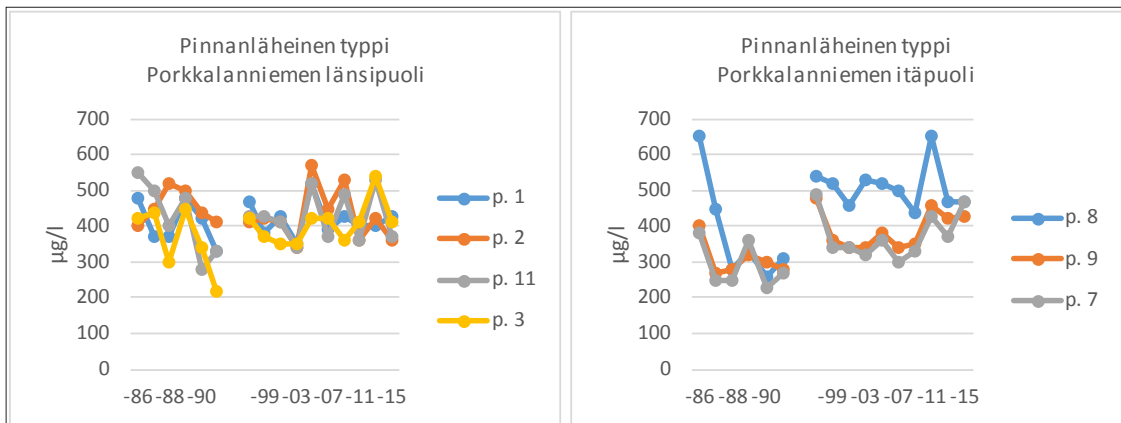 Pinnanläheinen typpi
Porkkalanniemen länsipuoli
700
600
500
400
300
200
100
0
µg/l
-86 -88 -90 -99 -03 -07 -11 -15
p. 1
p. 2
p. 11
p. 3
Pinnanläheinen typpi
Porkkalanniemen itäpuoli
700
600
500
400
300
200
100
0
µg/l
-86 -88 -90 -99 -03 -07 -11 -15
p. 8
p. 9
p. 7